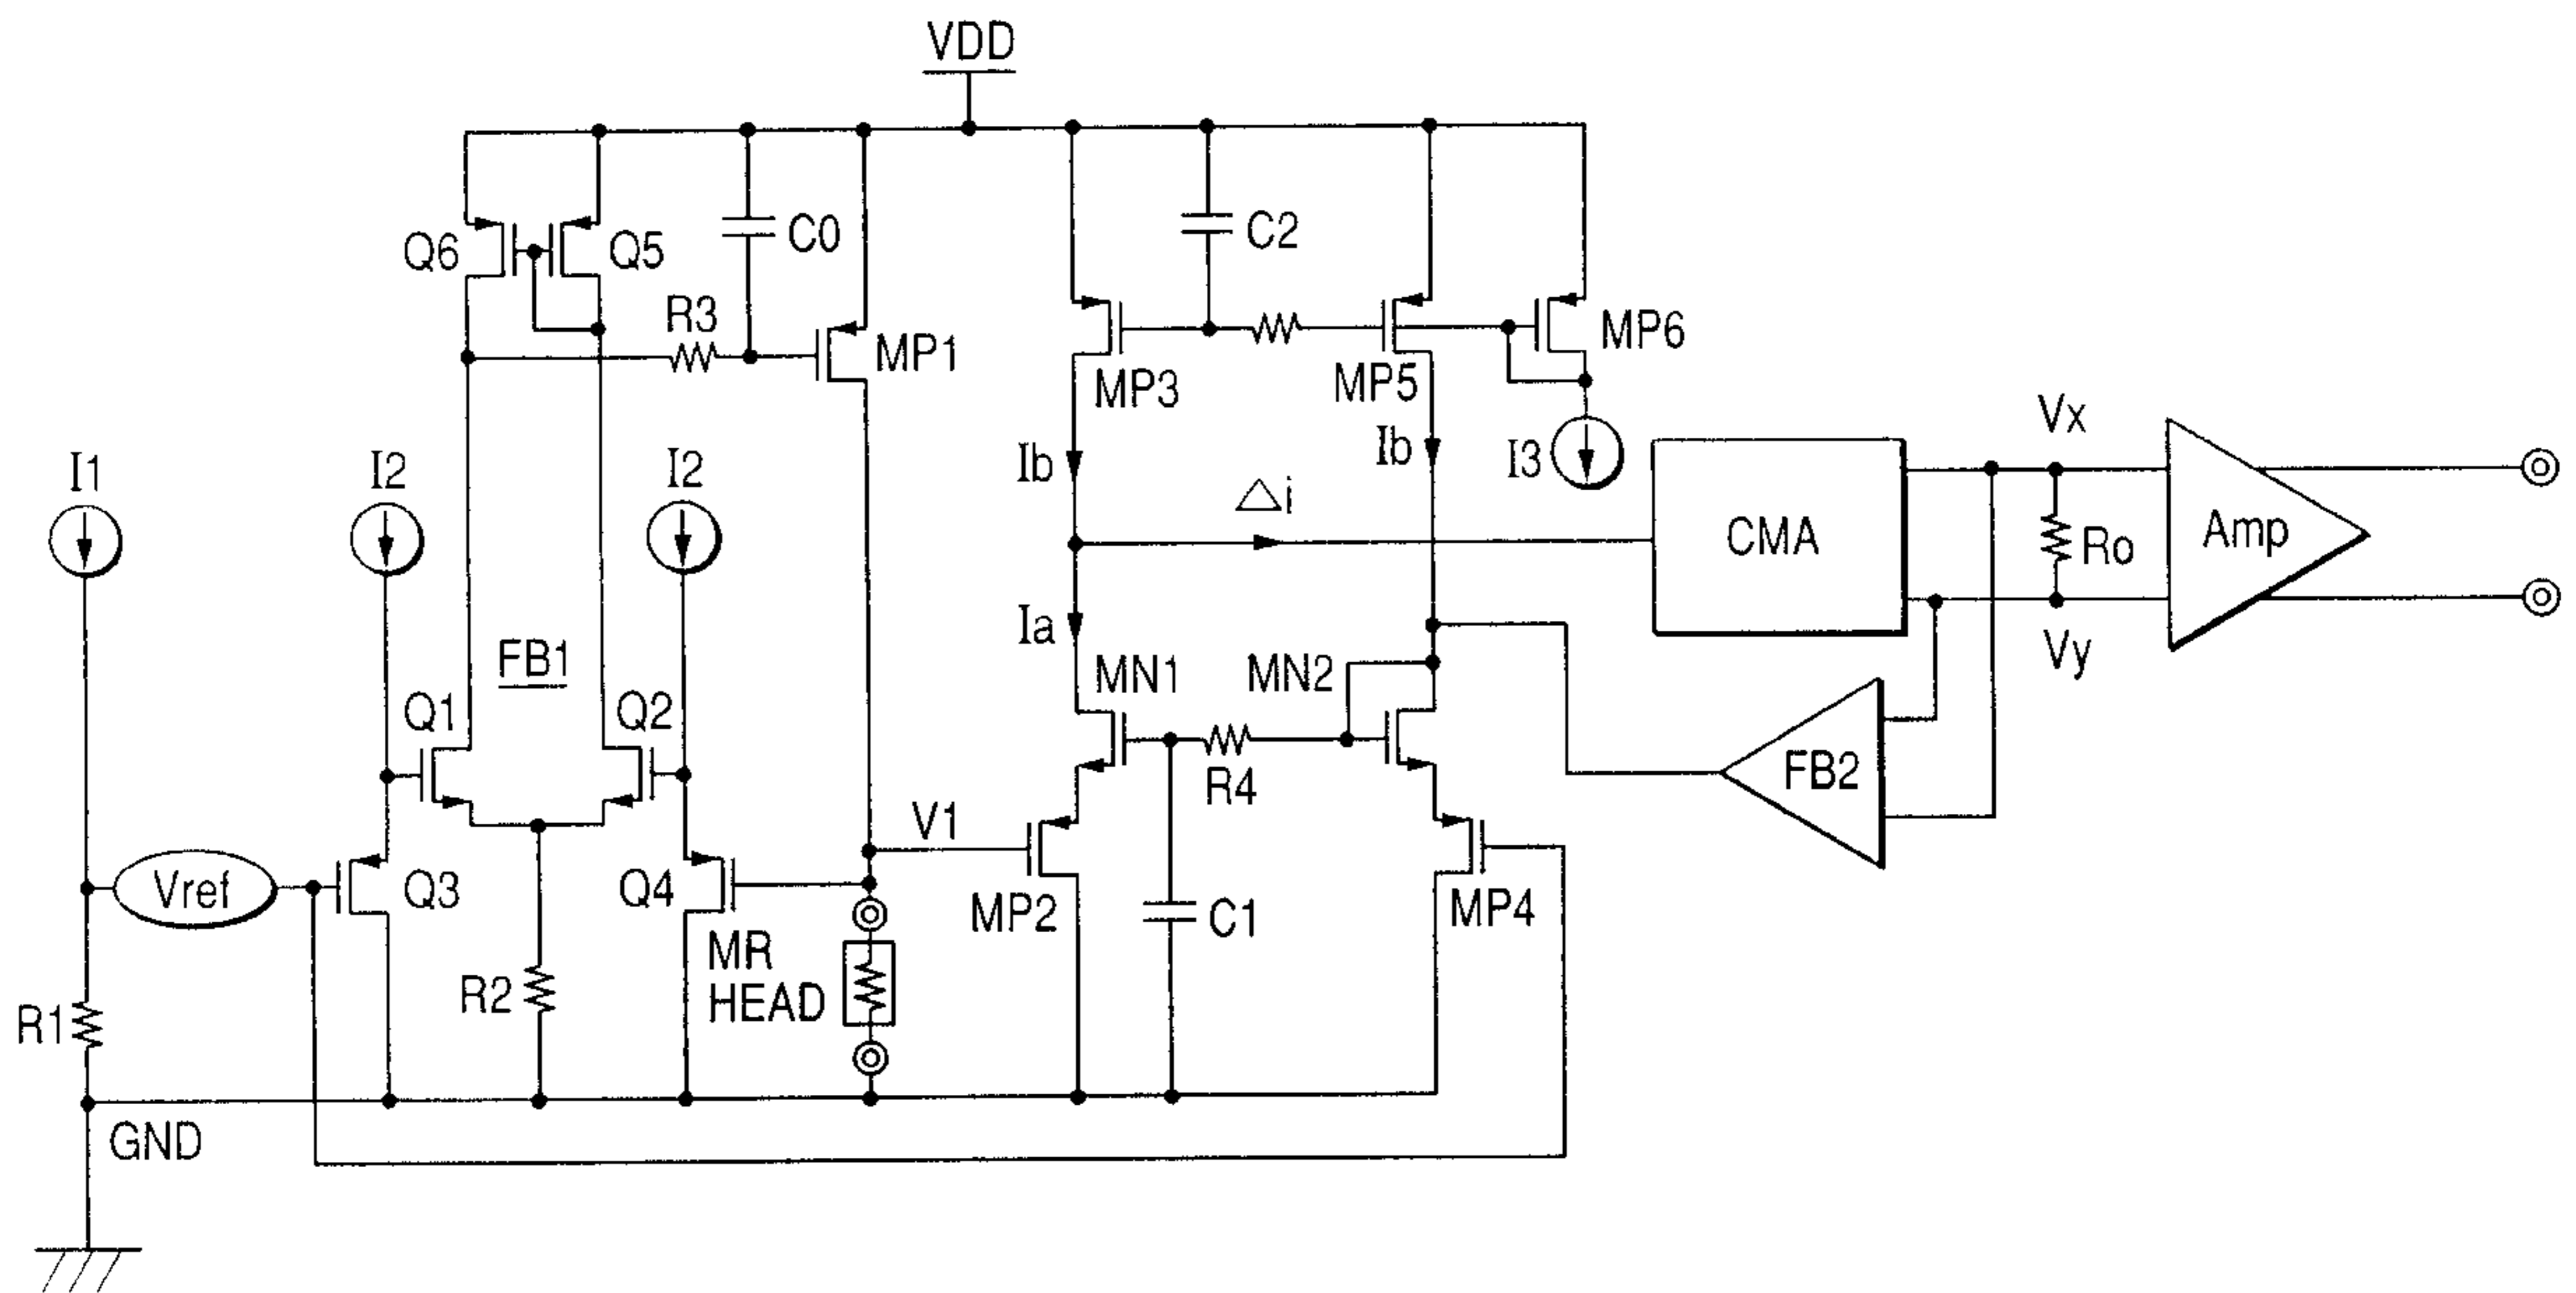 VDD
Q6
Q5
C0
C2
R3
MP1
MP3
MP5
MP6
Vx
I1
I2
I2
Ib
Ib
I3
△i
CMA
Ro
Amp
Ia
FB1
MN1
MN2
Vy
Q1
Q2
R4
FB2
V1
Vref
Q3
Q4
MP2
C1
MP4
MR
HEAD
R2
R1
GND